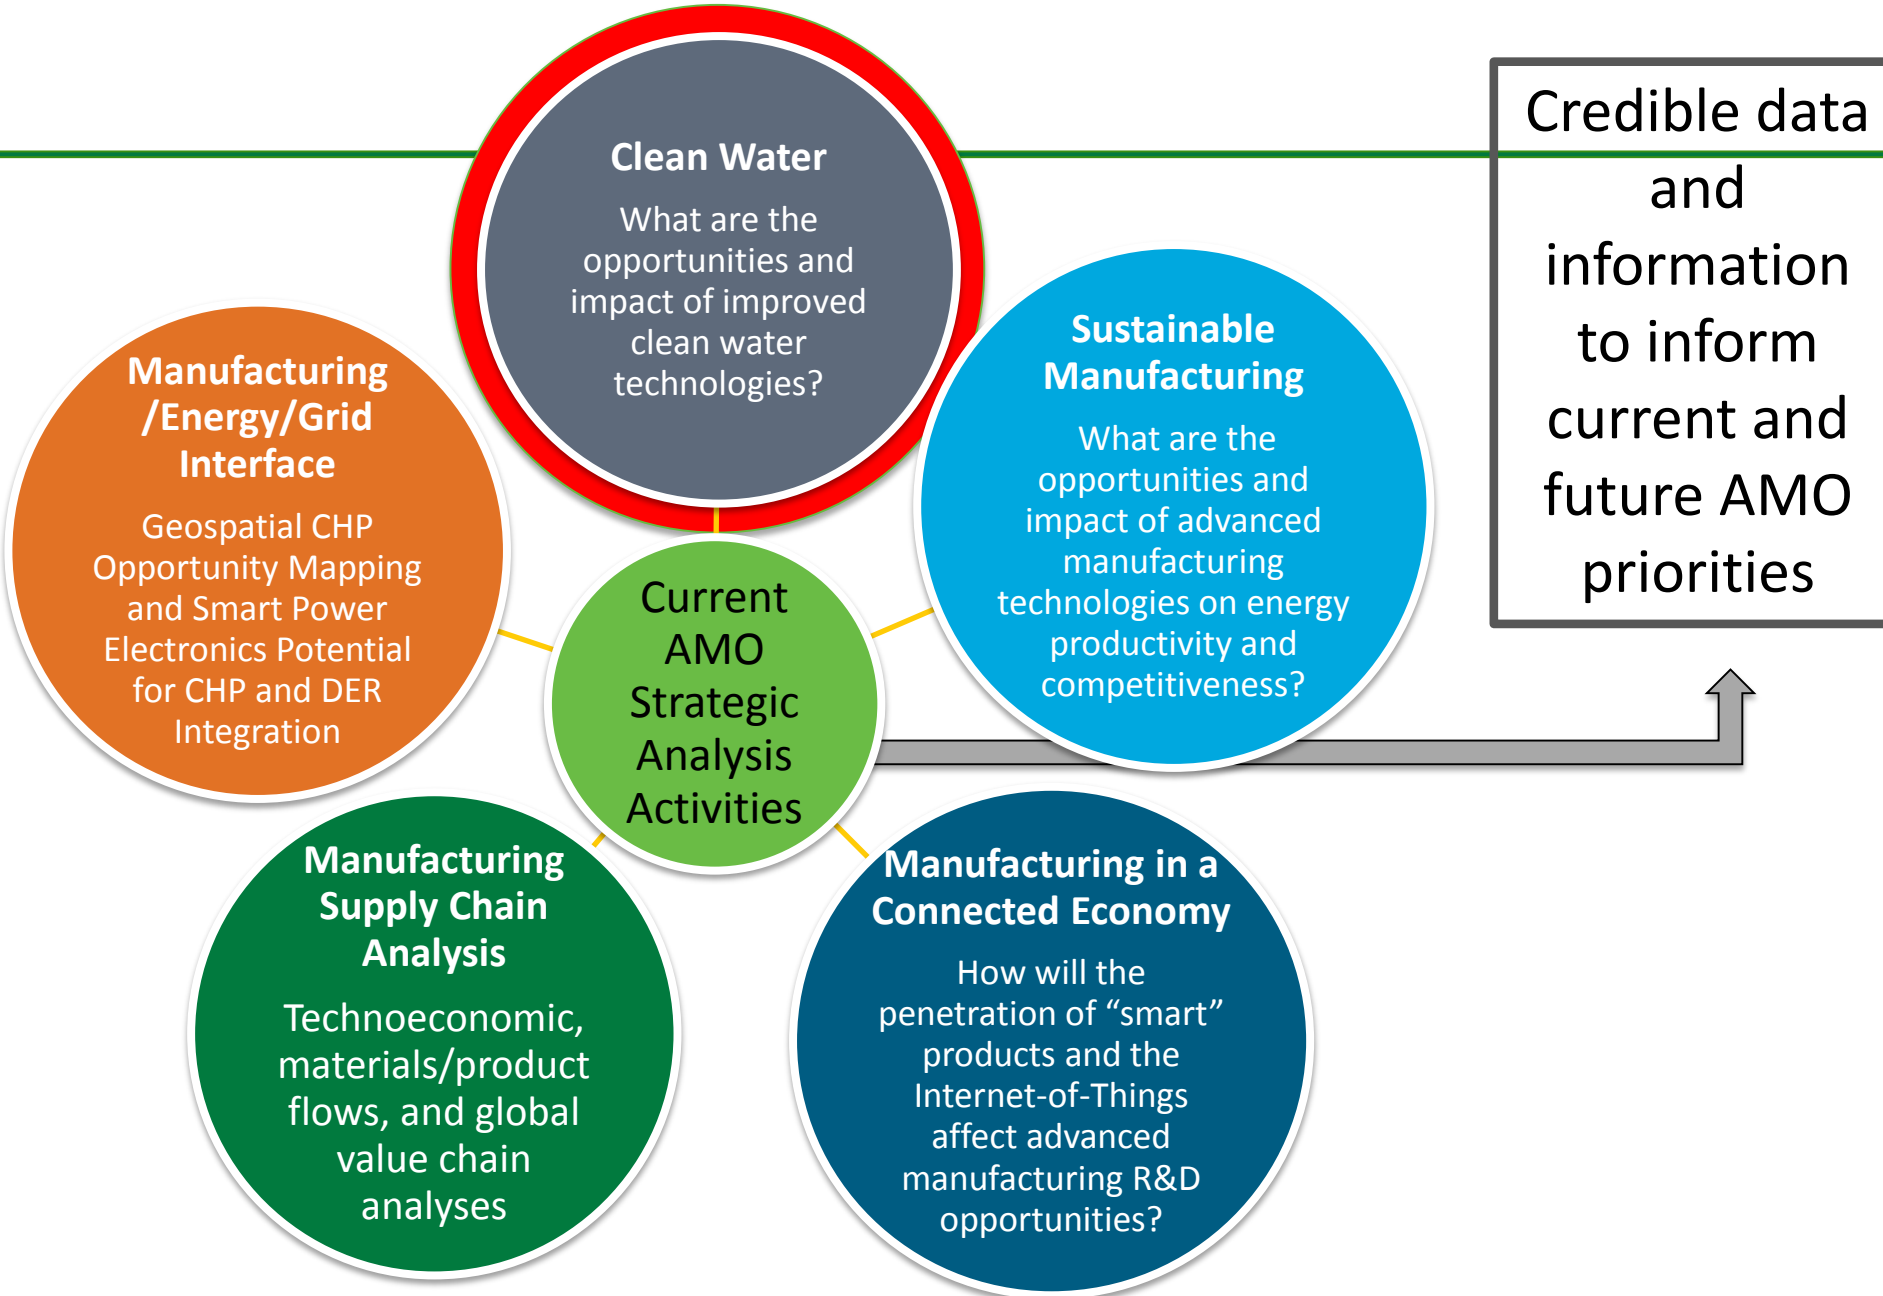 Clean Water
What are the
opportunities and
impact of improved
clean water
technologies?
Credible data
and
information
to inform
current and
future AMO
priorities
Manufacturing
/Energy/Grid
Interface
Geospatial CHP
Opportunity Mapping
and Smart Power
Electronics Potential
for CHP and DER
Integration
Sustainable
Manufacturing
What are the
opportunities and
impact of advanced
manufacturing
technologies on energy
productivity and
competitiveness?
Current
AMO
Strategic
Analysis
Activities
Manufacturing
Supply Chain
Analysis
Technoeconomic,
materials/product
flows, and global
value chain
analyses
Manufacturing in a
Connected Economy
How will the
penetration of “smart”
products and the
Internet-of-Things
affect advanced
manufacturing R&D
opportunities?